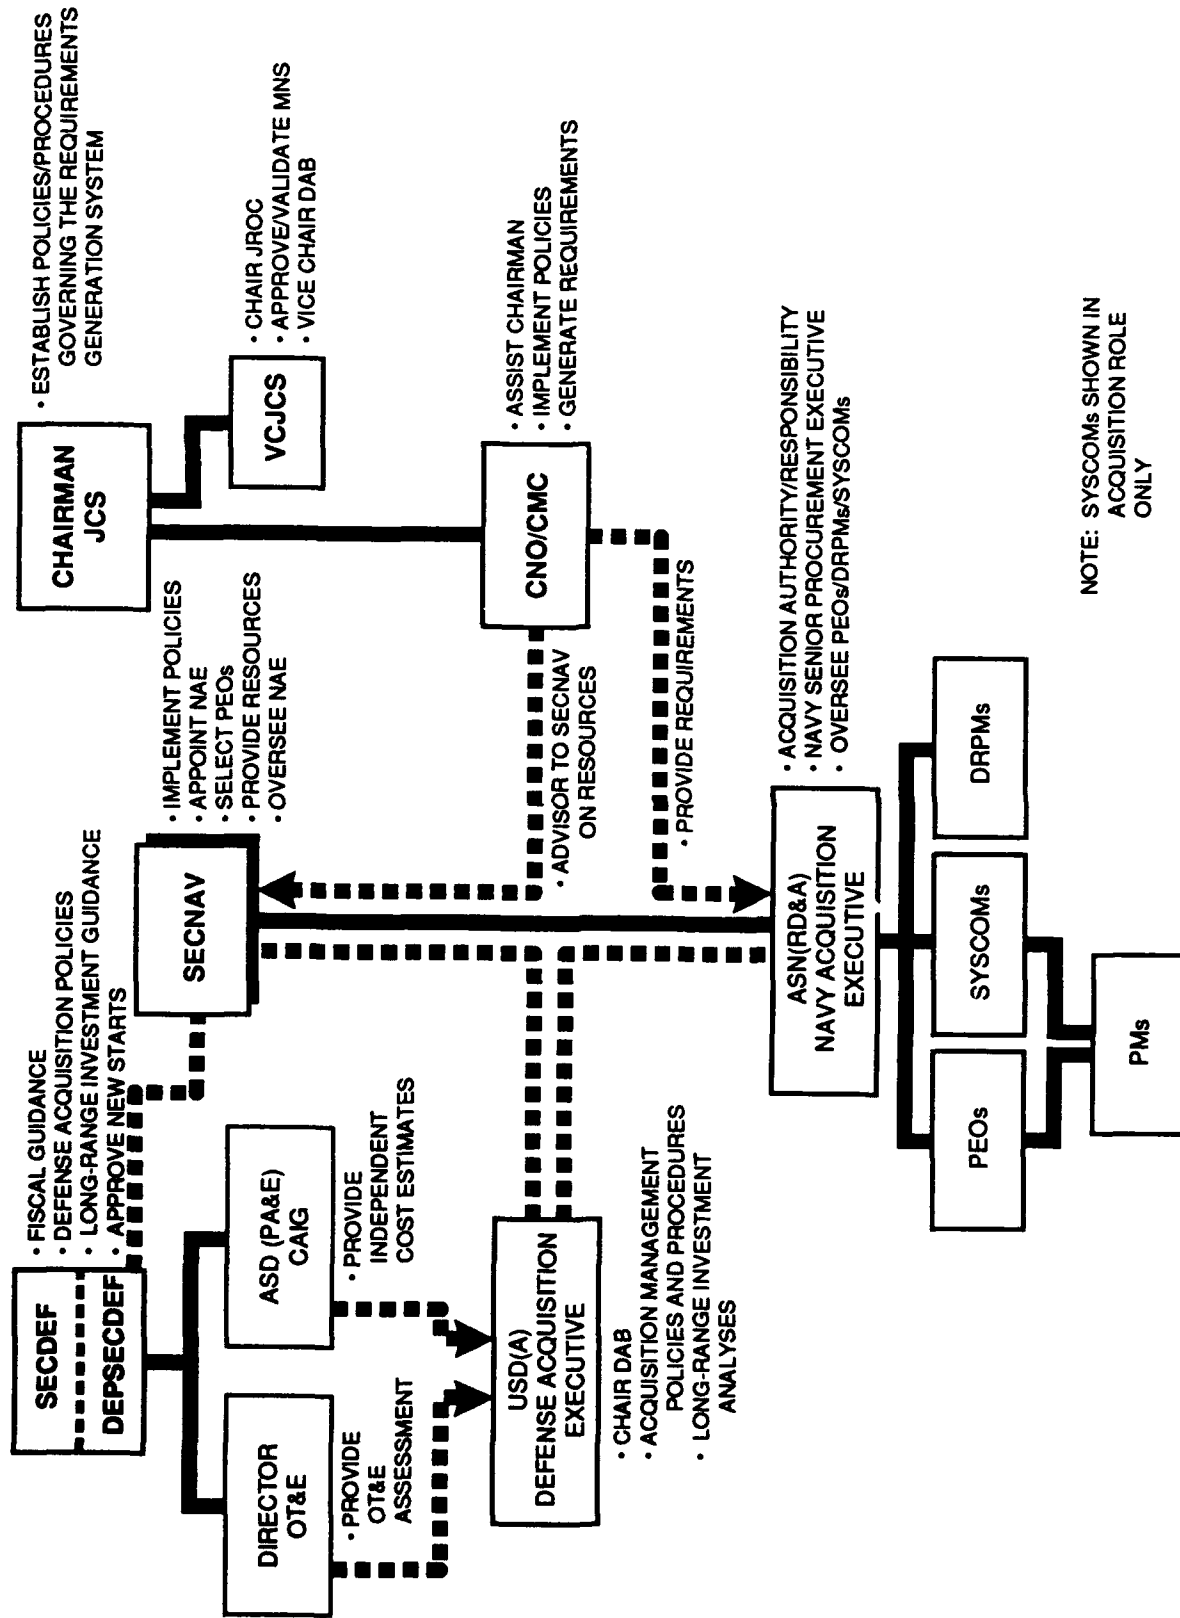 SECDEF
DEPSECDEF
• FISCAL GUIDANCE
• DEFENSE ACQUISITION POLICIES
• LONG-RANGE INVESTMENT GUIDANCE
• APPROVE NEW STARTS
SECNAV
• IMPLEMENT POLICIES
• APPOINT NAE
• SELECT PEOs
• PROVIDE RESOURCES
• OVERSEE NAE
CHAIRMAN
JCS
• ESTABLISH POLICIES/PROCEDURES
GOVERNING THE REQUIREMENTS
GENERATION SYSTEM
VCJCS
• CHAIR JROC
• APPROVE/VALIDATE MNS
• VICE CHAIR DAB
DIRECTOR
OT&E
• PROVIDE
OT&E
ASSESSMENT
ASD (PA&E)
CAIG
• PROVIDE
INDEPENDENT
COST ESTIMATES
CNO/CMC
• ASSIST CHAIRMAN
• IMPLEMENT POLICIES
• GENERATE REQUIREMENTS
• ADVISOR TO SECNAV
ON RESOURCES
• PROVIDE REQUIREMENTS
USD(A)
DEFENSE ACQUISITION
EXECUTIVE
• CHAIR DAB
• ACQUISITION MANAGEMENT
POLICIES AND PROCEDURES
• LONG-RANGE INVESTMENT
ANALYSES
ASN(RD&A)
NAVY ACQUISITION
EXECUTIVE
• ACQUISITION AUTHORITY/RESPONSIBILITY
• NAVY SENIOR PROCUREMENT EXECUTIVE
• OVERSEE PEOs/DRPMs/SYSCOMs
PEOs
SYSCOMs
DRPMs
PMs
NOTE: SYSCOMs SHOWN IN
ACQUISITION ROLE
ONLY